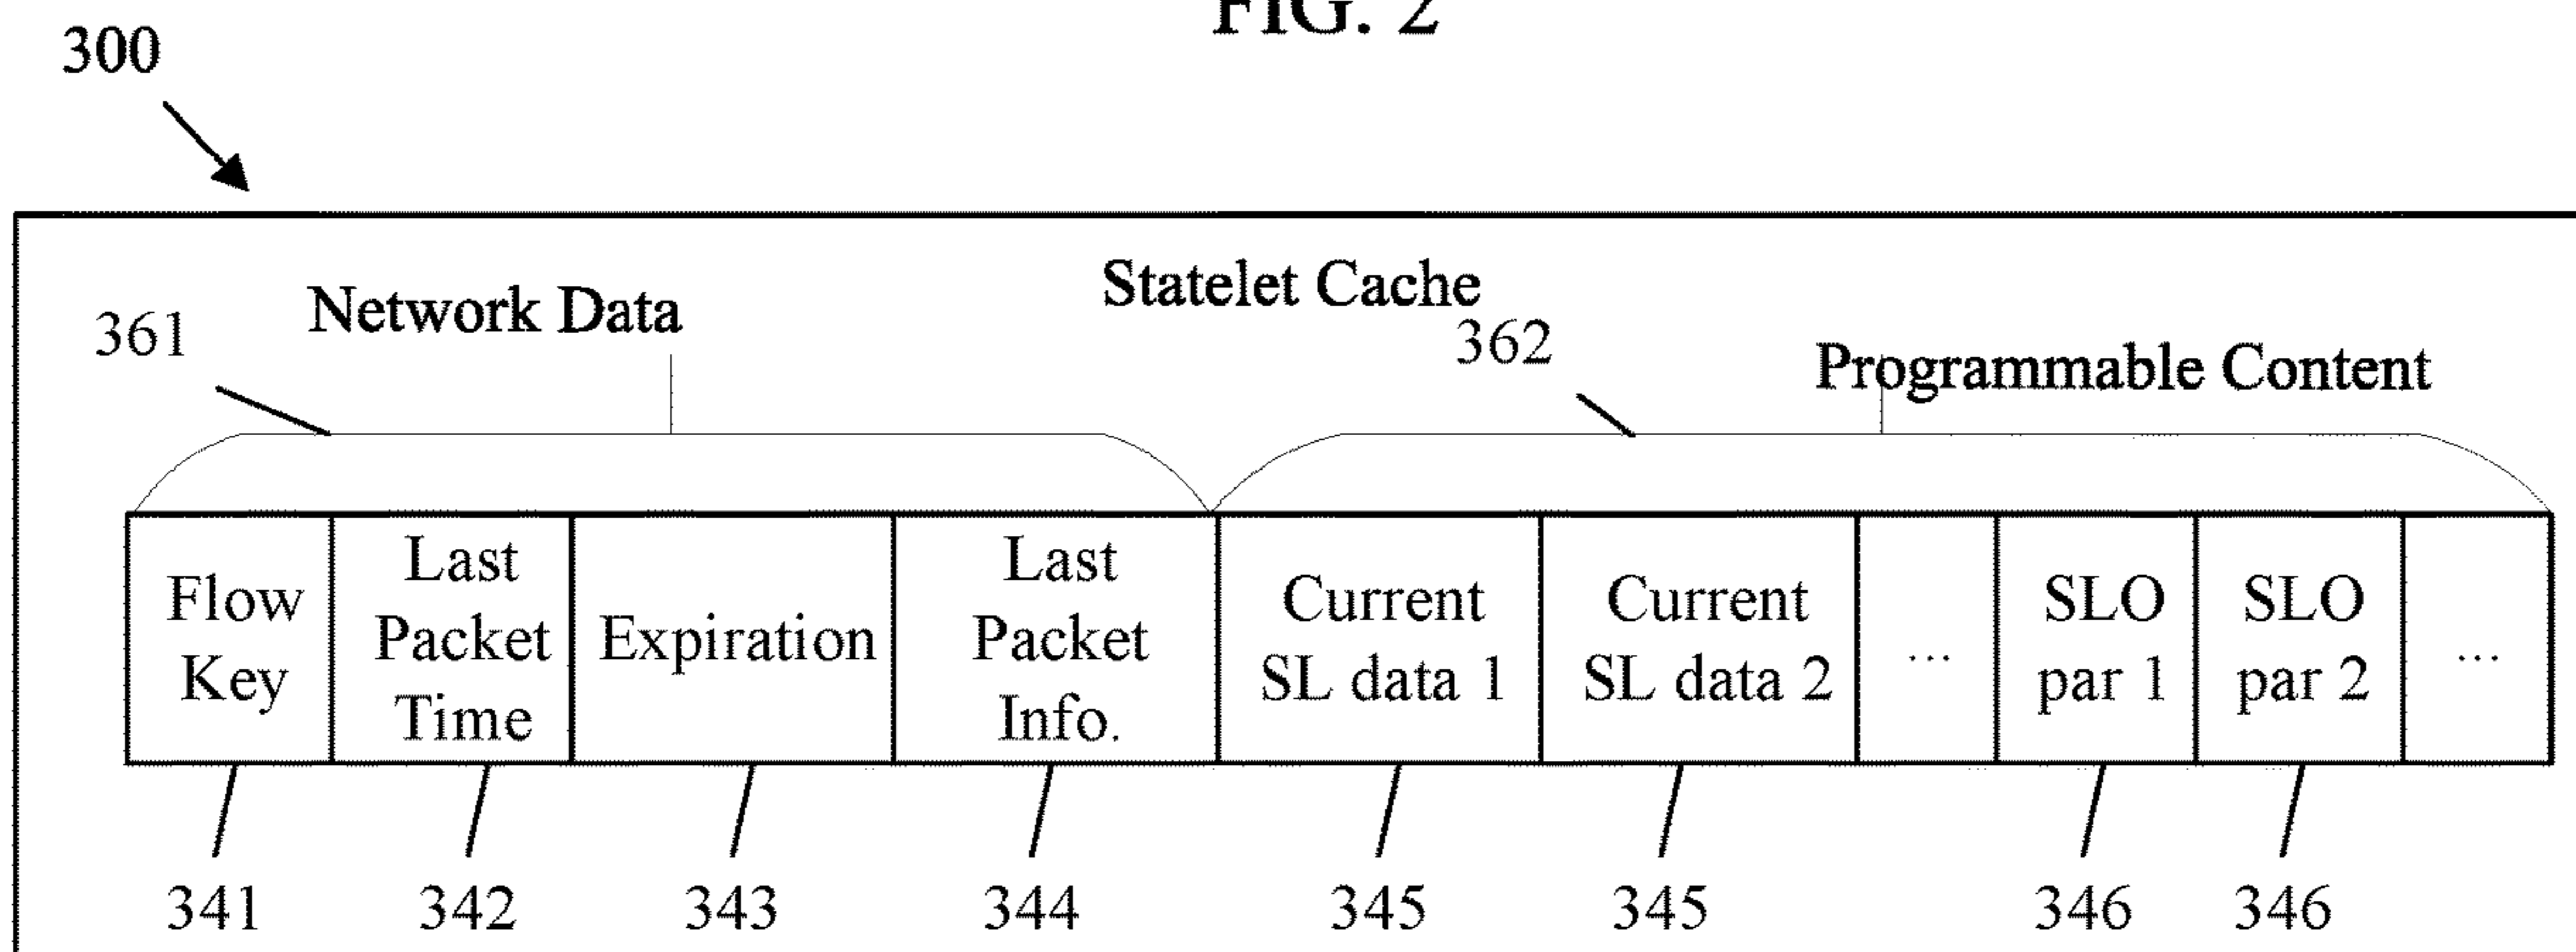 FIG. 2
300
Statelet Cache
Network Data
361
362
Programmable Content
Flow
Key
Last
Packet
Time
Expiration
Last
Packet
Info.
Current
SL data 1
Current
SL data 2
...
SLO
par 1
SLO
par 2
...
341 342 343 344 345 345 346 346